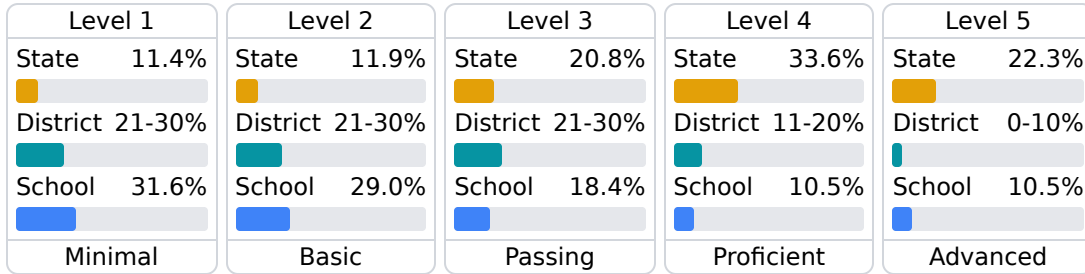 Level 1
State 11.4%
District 21-30%
School 31.6%
Minimal
Level 2
State 11.9%
District 21-30%
School 29.0%
Basic
Level 3
State 20.8%
District 21-30%
School 18.4%
Passing
Level 4
State 33.6%
District 11-20%
School 10.5%
Proficient
Level 5
State 22.3%
District 0-10%
School 10.5%
Advanced